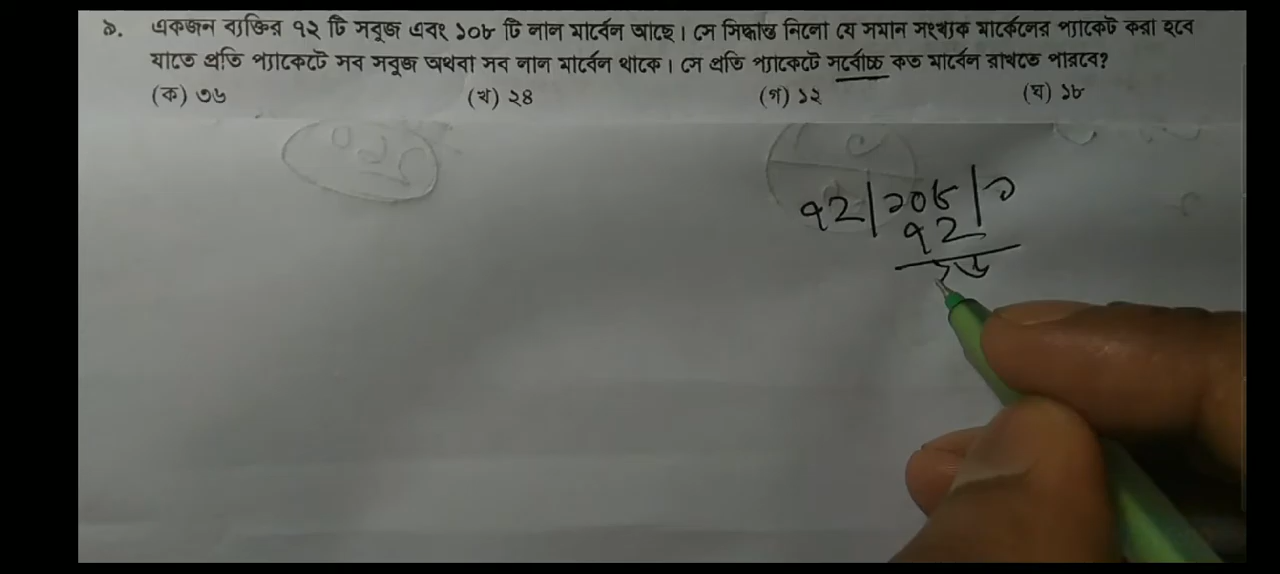 ৯. একজন ব্যক্তির ৭২ টি সবুজ এবং ১০৮ টি লাল মার্বেল আছে। সে সিদ্ধান্ত নিলো যে সমান সংখ্যক মার্বেলের প্যাকেট করা হবে
যাতে প্রতি প্যাকেটে সব সবুজ অথবা সব লাল মার্বেল থাকে। সে প্রতি প্যাকেটে সর্বোচ্চ কত মার্বেল রাখতে পারবে?
(ক) ৩৬ (খ) ২৪ (গ) ১২ (ঘ) ১৮
৭২|১০৮|১
৭২
৩৬